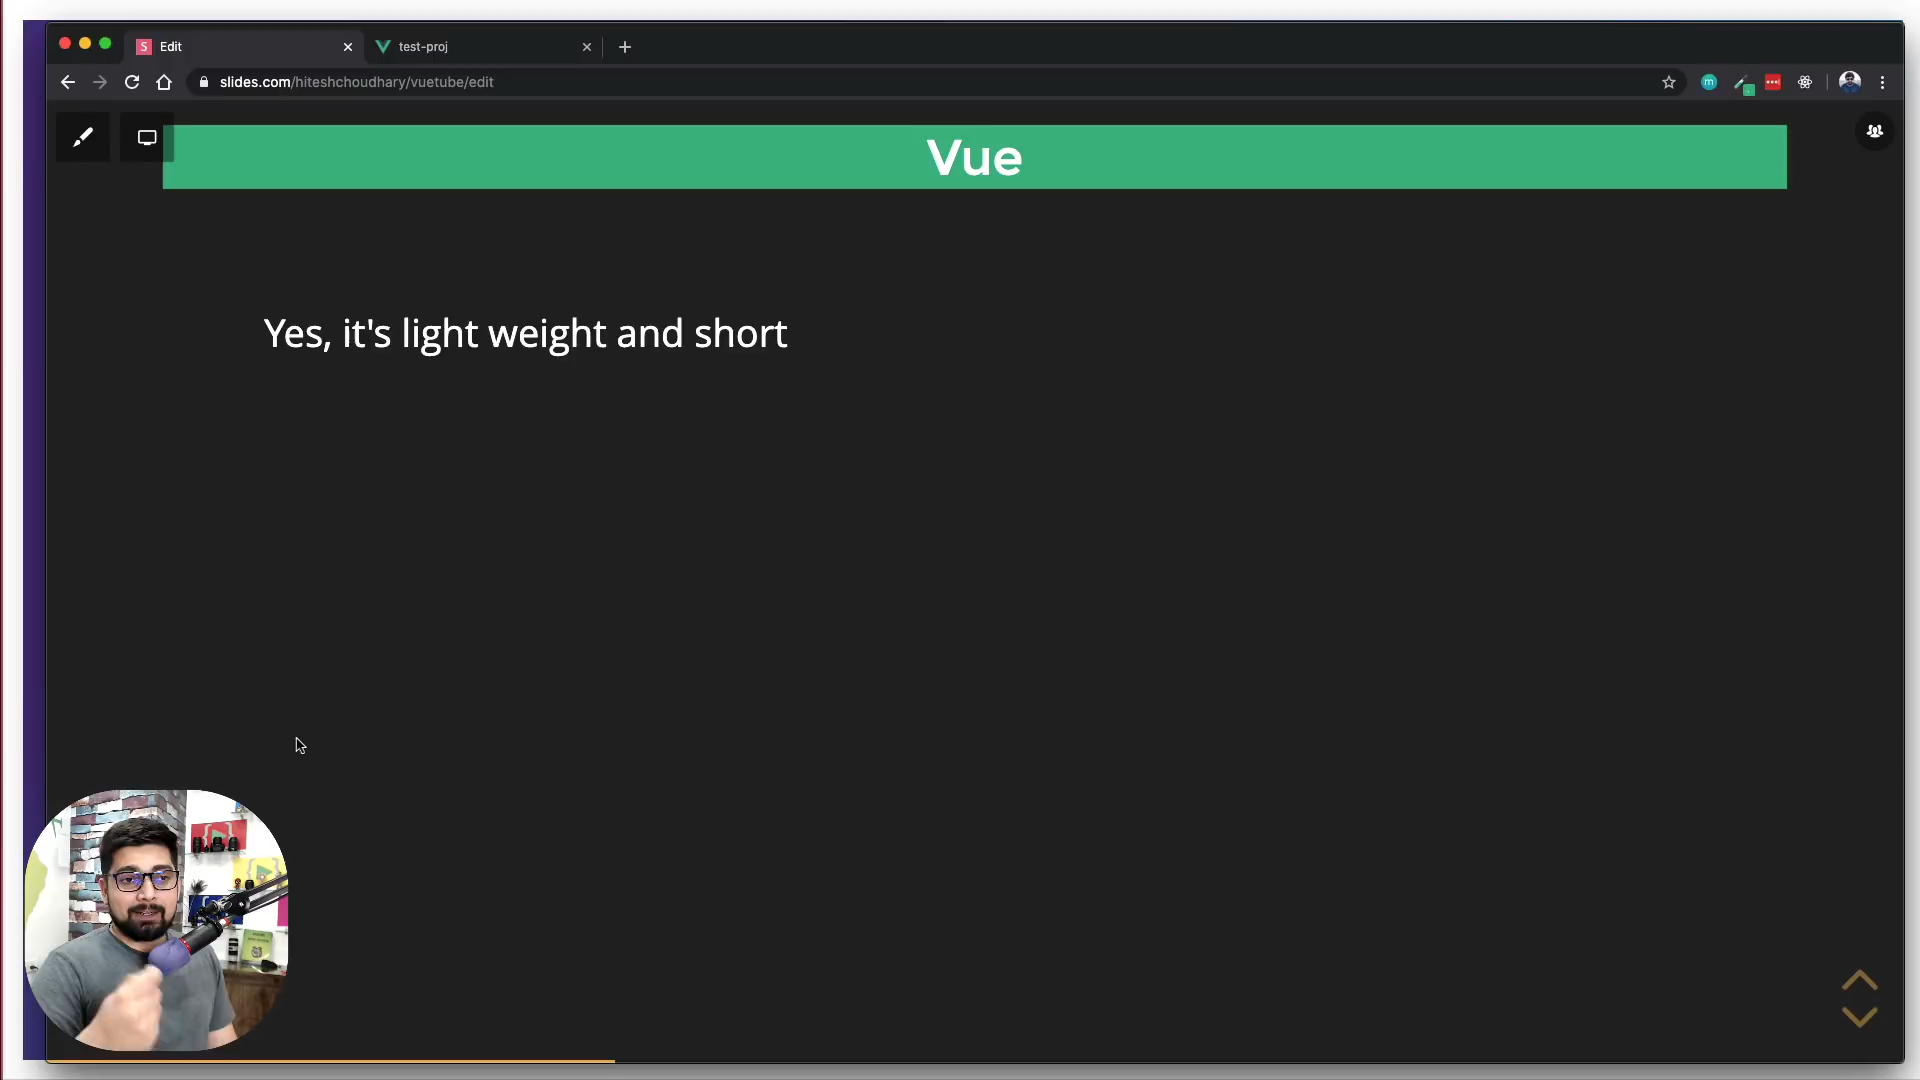 Edit
test-proj
slides.com/hiteshchoudhary/vuetube/edit
Vue
Yes, it's light weight and short